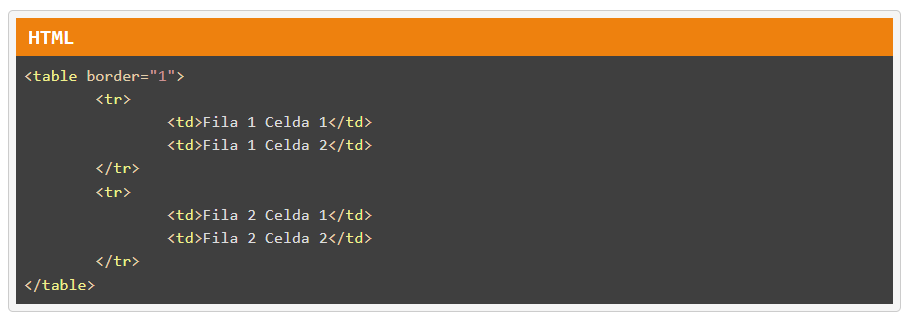 HTML
<table border="1">
<tr>
<td>Fila 1 Celda 1</td>
<td>Fila 1 Celda 2</td>
</tr>
<tr>
<td>Fila 2 Celda 1</td>
<td>Fila 2 Celda 2</td>
</tr>
</table>